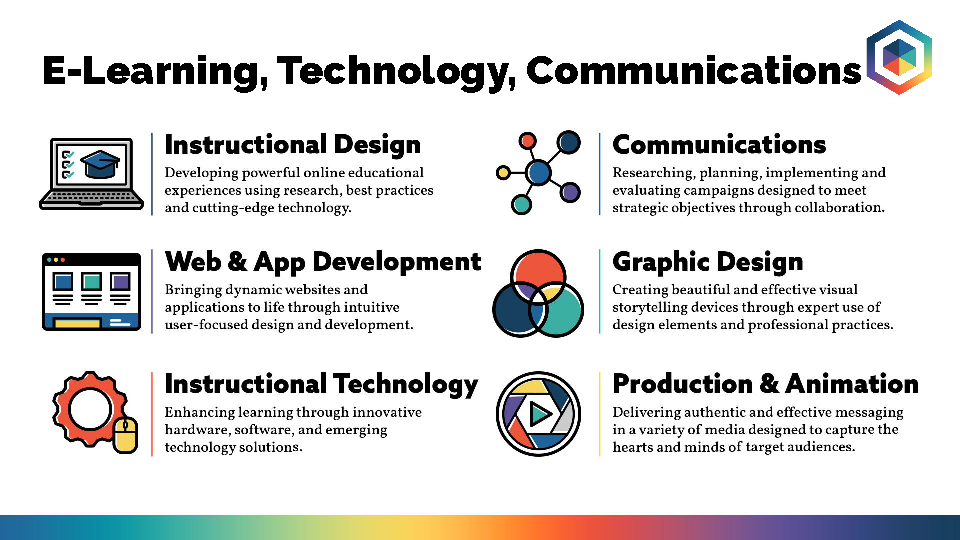 E-Learning, Technology, Communications
Instructional Design
Developing powerful online educational
experiences using research, best practices
and cutting-edge technology.
Communications
Researching, planning, implementing and
evaluating campaigns designed to meet
strategic objectives through collaboration.
Web & App Development
Bringing dynamic websites and
applications to life through intuitive
user-focused design and development.
Graphic Design
Creating beautiful and effective visual
storytelling devices through expert use of
design elements and professional practices.
Instructional Technology
Enhancing learning through innovative
hardware, software, and emerging
technology solutions.
Production & Animation
Delivering authentic and effective messaging
in a variety of media designed to capture the
hearts and minds of target audiences.